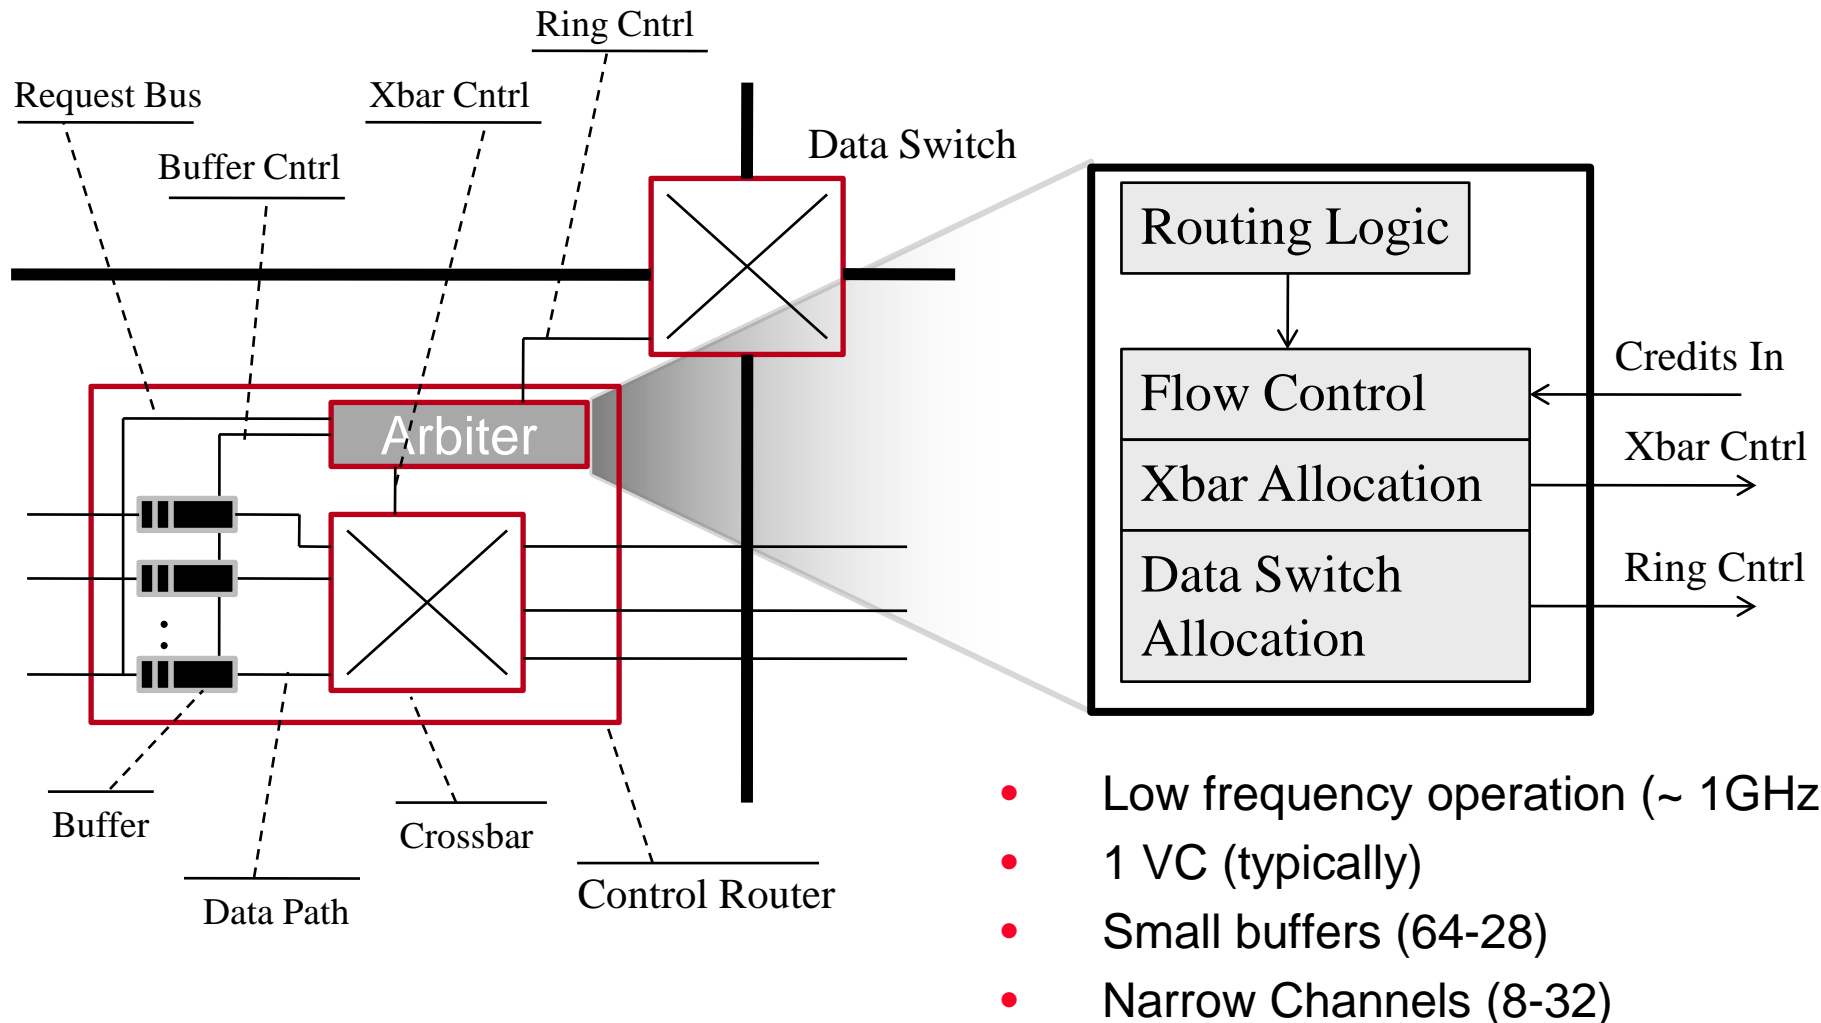 Ring Cntrl
Request Bus
Xbar Cntrl
Buffer Cntrl
Data Switch
Arbiter
Buffer
Data Path
Crossbar
Control Router
Routing Logic
Flow Control
Xbar Allocation
Data Switch
Allocation
Credits In
Xbar Cntrl
Ring Cntrl
• Low frequency operation (~ 1GHz
• 1 VC (typically)
• Small buffers (64-28)
• Narrow Channels (8-32)